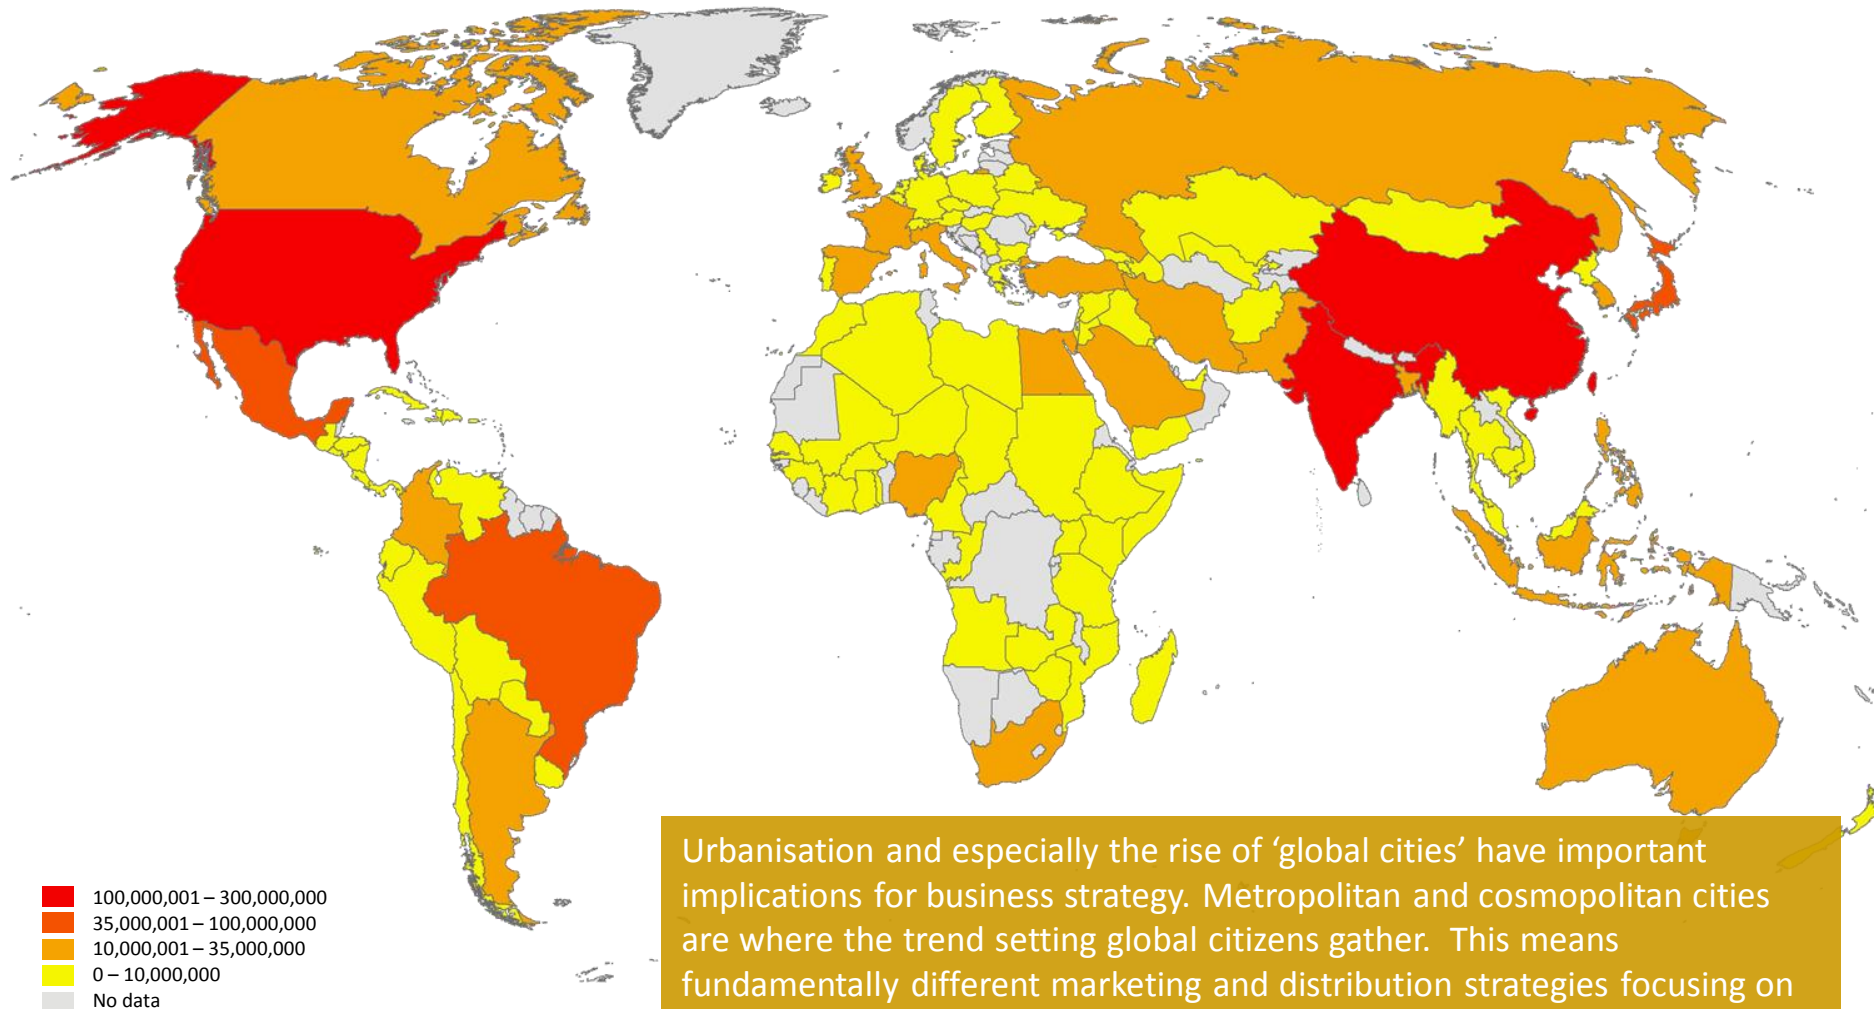 100,000,001 – 300,000,000
35,000,001 – 100,000,000
10,000,001 – 35,000,000
0 – 10,000,000
No data
Urbanisation and especially the rise of ‘global cities’ have important
implications for business strategy. Metropolitan and cosmopolitan cities
are where the trend setting global citizens gather.  This means
fundamentally different marketing and distribution strategies focusing on